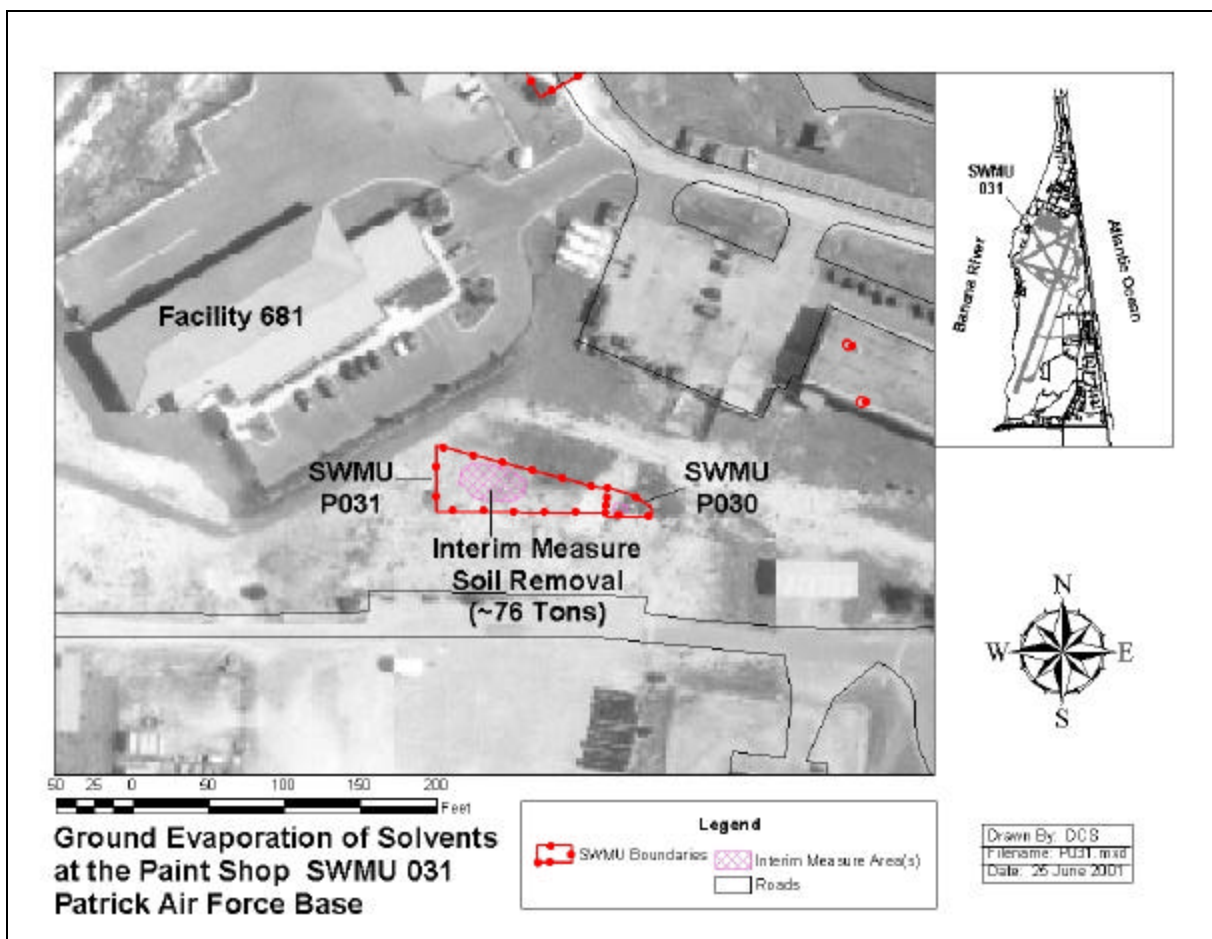 SWMU
031
Banana River
Atlantic Ocean
Facility 681
SWMU
P031
SWMU
P030
Interim Measure
Soil Removal
(~76 Tons)
N
W
E
S
50 25 0 50 100 150 200
Feet
Ground Evaporation of Solvents
at the Paint Shop SWMU 031
Patrick Air Force Base
Legend
SWMU Boundaries
Interim Measure Area(s)
Roads
Drawn By: DCS
Filename: P031.mxd
Date: 25 June 2001